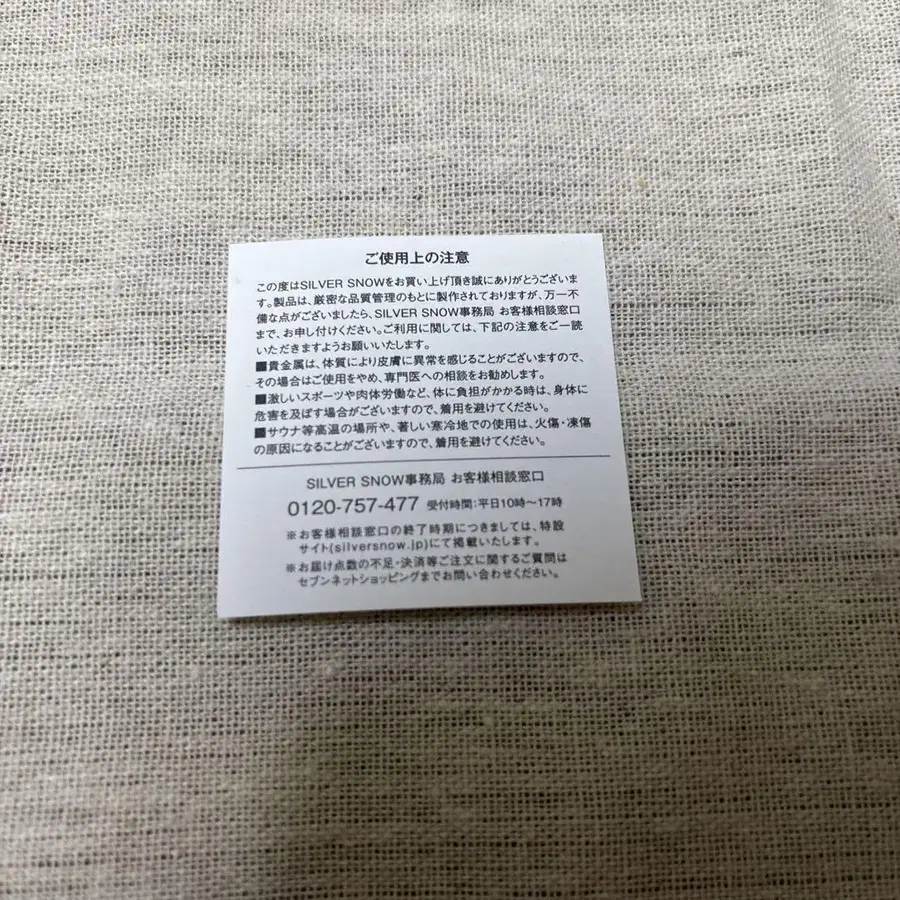 ご使用上の注意
この度はSILVER SNOWをお買い上げ頂き誠にありがとうございま
す。製品は、厳密な品質管理のもとに製作されておりますが、万一不
備な点がございましたら、SILVER SNOW事務局 お客様相談窓口
まで、お申し付けください。ご利用に関しては、下記の注意をご一読
いただきますようお願いいたします。
■貴金属は、体質により皮膚に異常を感じることがございますので、
その場合はご使用をやめ、専門医への相談をお勧めします。
■激しいスポーツや肉体労働など、体に負担がかかる時は、身体に
危害を及ぼす場合がございますので、着用を避けてください。
■サウナ等高温の場所や、著しい寒冷地での使用は、火傷・凍傷
の原因になることがございますので、着用を避けてください。
SILVER SNOW事務局 お客様相談窓口
0120-757-477 受付時間:平日10時〜17時
※お客様相談窓口の終了時期につきましては、特設
サイト(silversnow.jp)にて掲載いたします。
※お届け点数の不足・決済等ご注文に関するご質問は
セブンネットショッピングまでお問い合わせください。